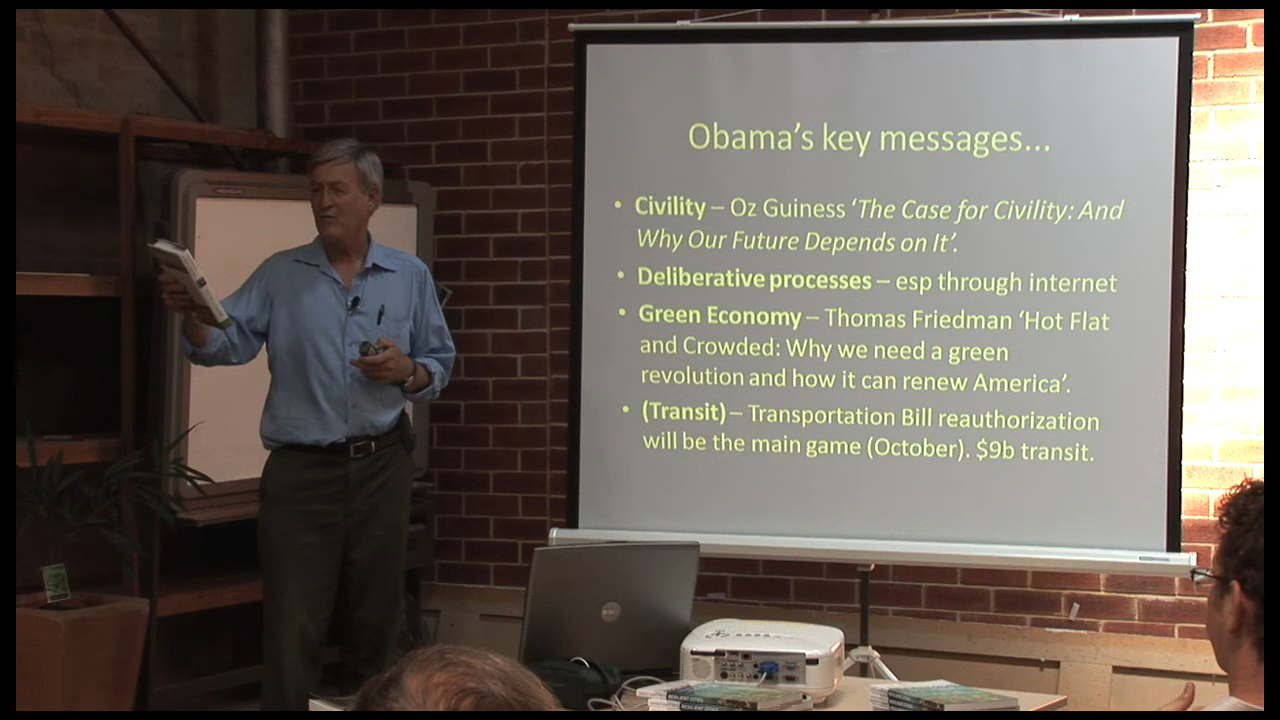 Obama's key messages...
• Civility – Oz Guiness 'The Case for Civility: And
Why Our Future Depends on It'.
• Deliberative processes – esp through internet
• Green Economy – Thomas Friedman 'Hot Flat
and Crowded: Why we need a green
revolution and how it can renew America'.
• (Transit) – Transportation Bill reauthorization
will be the main game (October). $9b transit.
RESILIENT CITIES